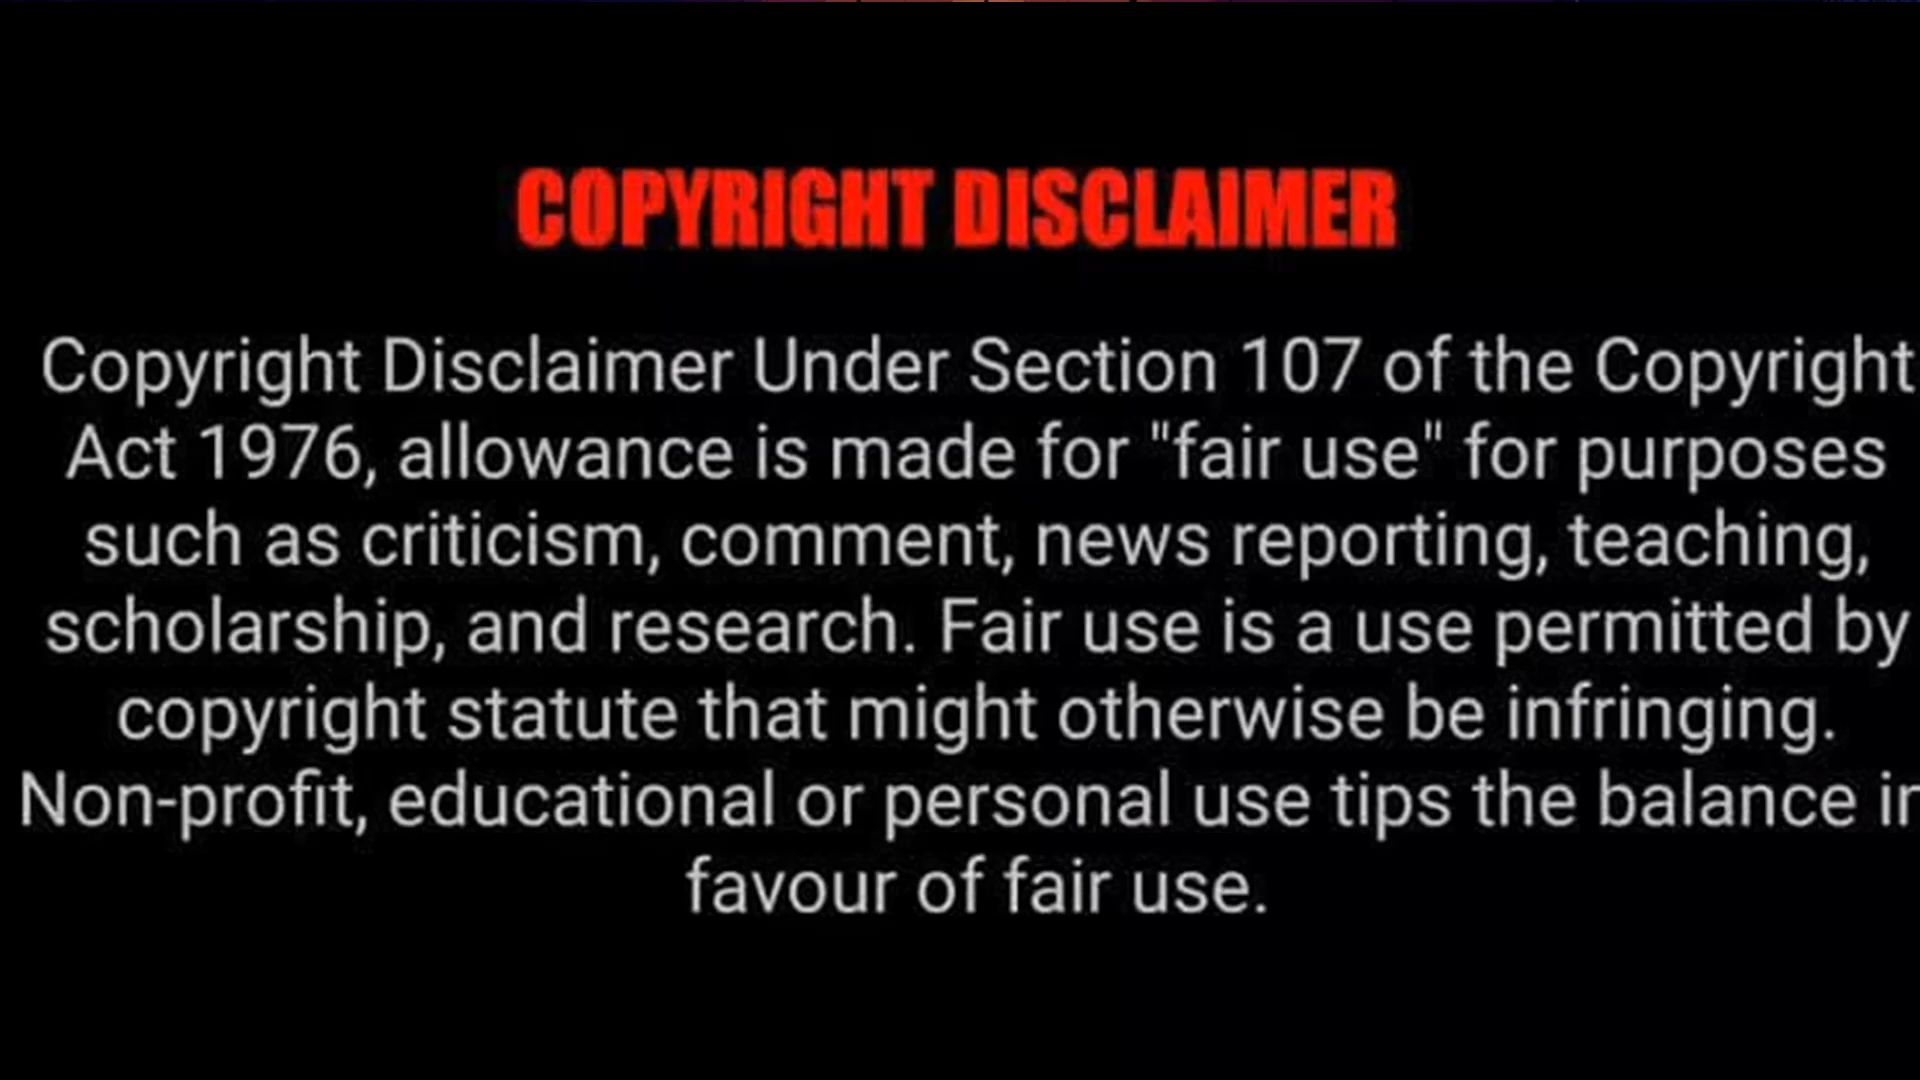 COPYRIGHT DISCLAIMER
Copyright Disclaimer Under Section 107 of the Copyright
Act 1976, allowance is made for "fair use" for purposes
such as criticism, comment, news reporting, teaching,
scholarship, and research. Fair use is a use permitted by
copyright statute that might otherwise be infringing.
Non-profit, educational or personal use tips the balance in
favour of fair use.